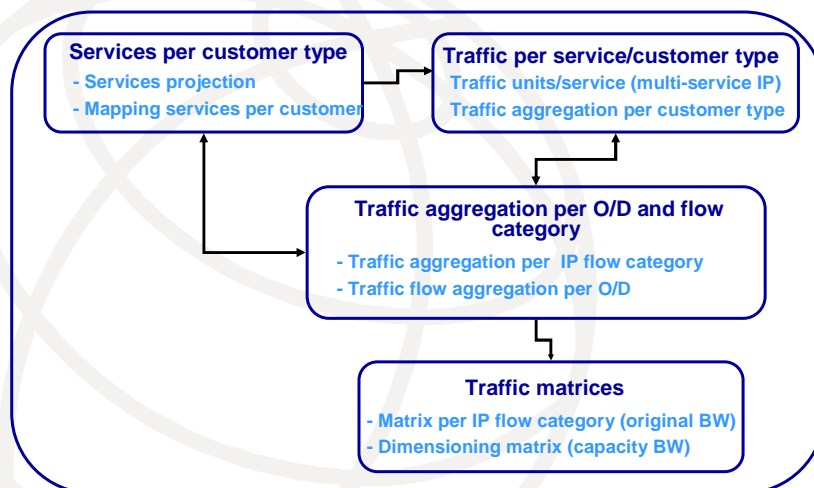 Services per customer type
- Services projection
- Mapping services per customer
Traffic per service/customer type
Traffic units/service (multi-service IP)
Traffic aggregation per customer type
Traffic aggregation per O/D and flow
category
- Traffic aggregation per IP flow category
- Traffic flow aggregation per O/D
Traffic matrices
- Matrix per IP flow category (original BW)
- Dimensioning matrix (capacity BW)